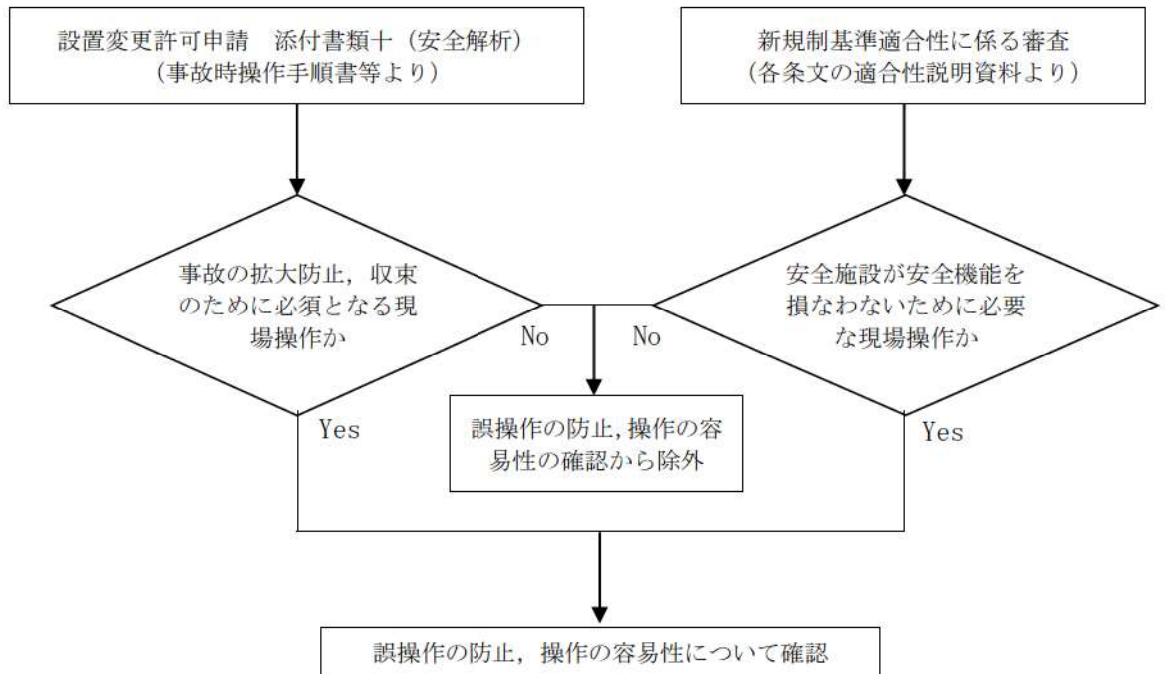 設置変更許可申請　添付書類十（安全解析）
（事故時操作手順書等より）
新規制基準適合性に係る審査
（各条文の適合性説明資料より）
事故の拡大防止，収束
のために必須となる現
場操作か
安全施設が安全機能を
損なわないために必要
な現場操作か
No
No
Yes
誤操作の防止，操作の容
易性の確認から除外
Yes
誤操作の防止，操作の容易性について確認